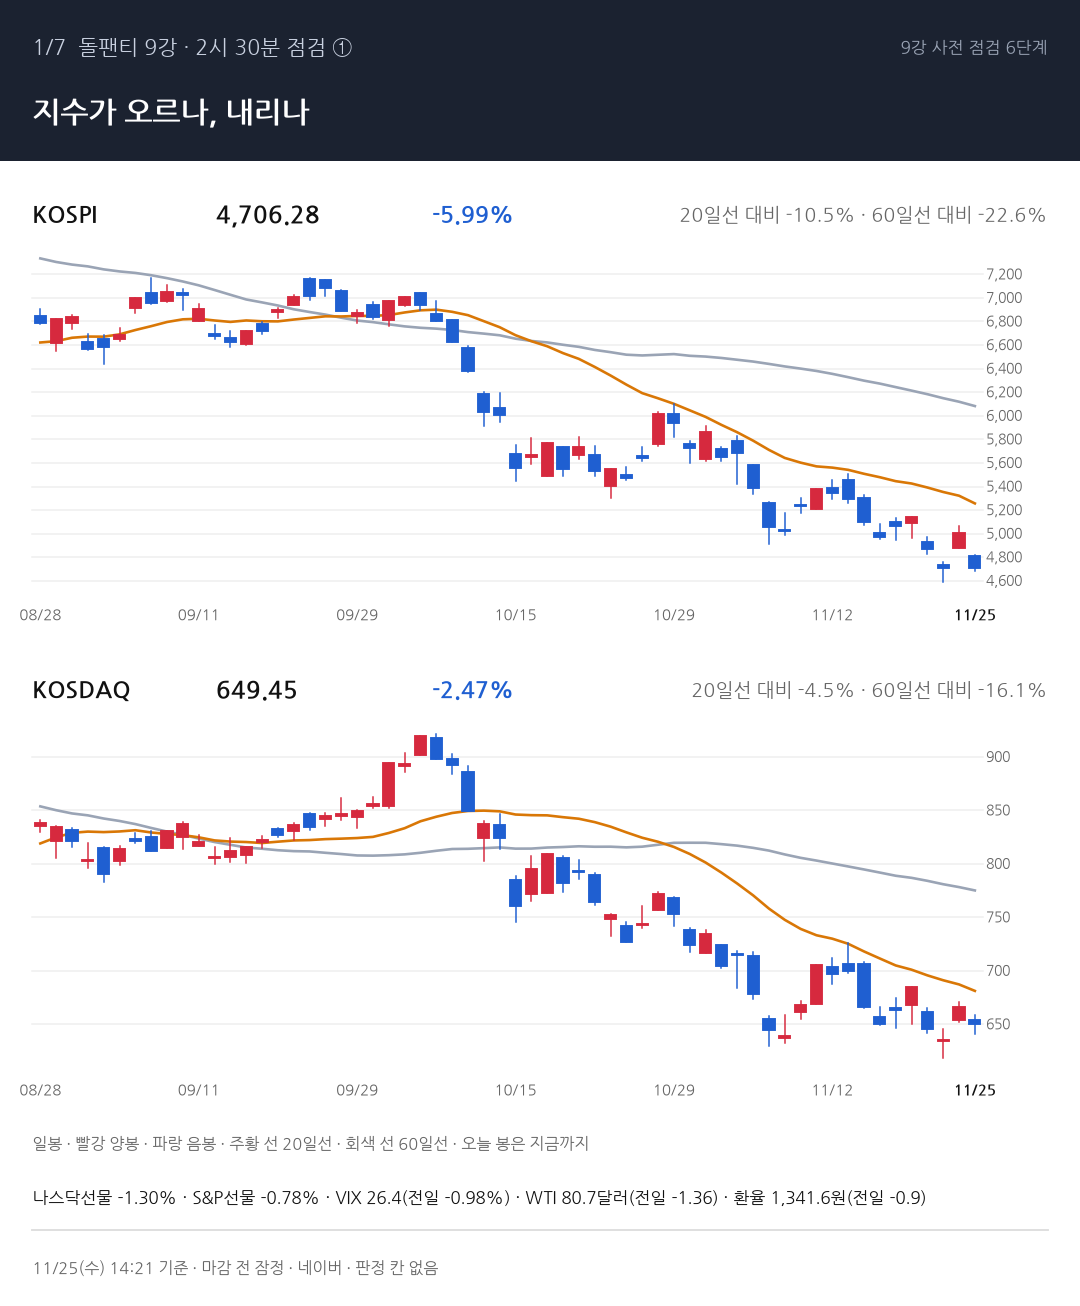 1/7 돌팬티 9강 · 2시 30분 점검 ①
9강 사전 점검 6단계
지수가 오르나, 내리나
KOSPI 4,706.28 -5.99% 20일선 대비 -10.5% · 60일선 대비 -22.6%
7,200
7,000
6,800
6,600
6,400
6,200
6,000
5,800
5,600
5,400
5,200
5,000
4,800
4,600
08/28 09/11 09/29 10/15 10/29 11/12 11/25
KOSDAQ 649.45 -2.47% 20일선 대비 -4.5% · 60일선 대비 -16.1%
900
850
800
750
700
650
08/28 09/11 09/29 10/15 10/29 11/12 11/25
일봉 · 빨강 양봉 · 파랑 음봉 · 주황 선 20일선 · 회색 선 60일선 · 오늘 봉은 지금까지
나스닥선물 -1.30% · S&P선물 -0.78% · VIX 26.4(전일 -0.98%) · WTI 80.7달러(전일 -1.36) · 환율 1,341.6원(전일 -0.9)
11/25(수) 14:21 기준 · 마감 전 잠정 · 네이버 · 판정 칸 없음